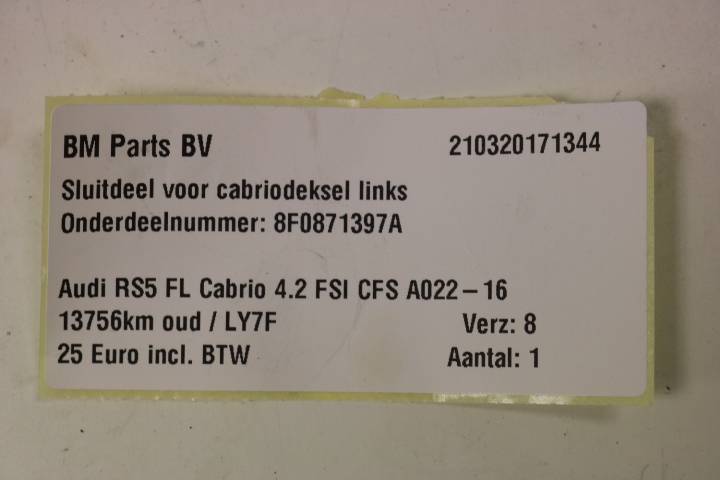 BM Parts BV 210320171344
Sluitdeel voor cabriodeksel links
Onderdeelnummer: 8F0871397A
Audi RS5 FL Cabrio 4.2 FSI CFS A022-16
13756km oud / LY7F Verz: 8
25 Euro incl. BTW Aantal: 1